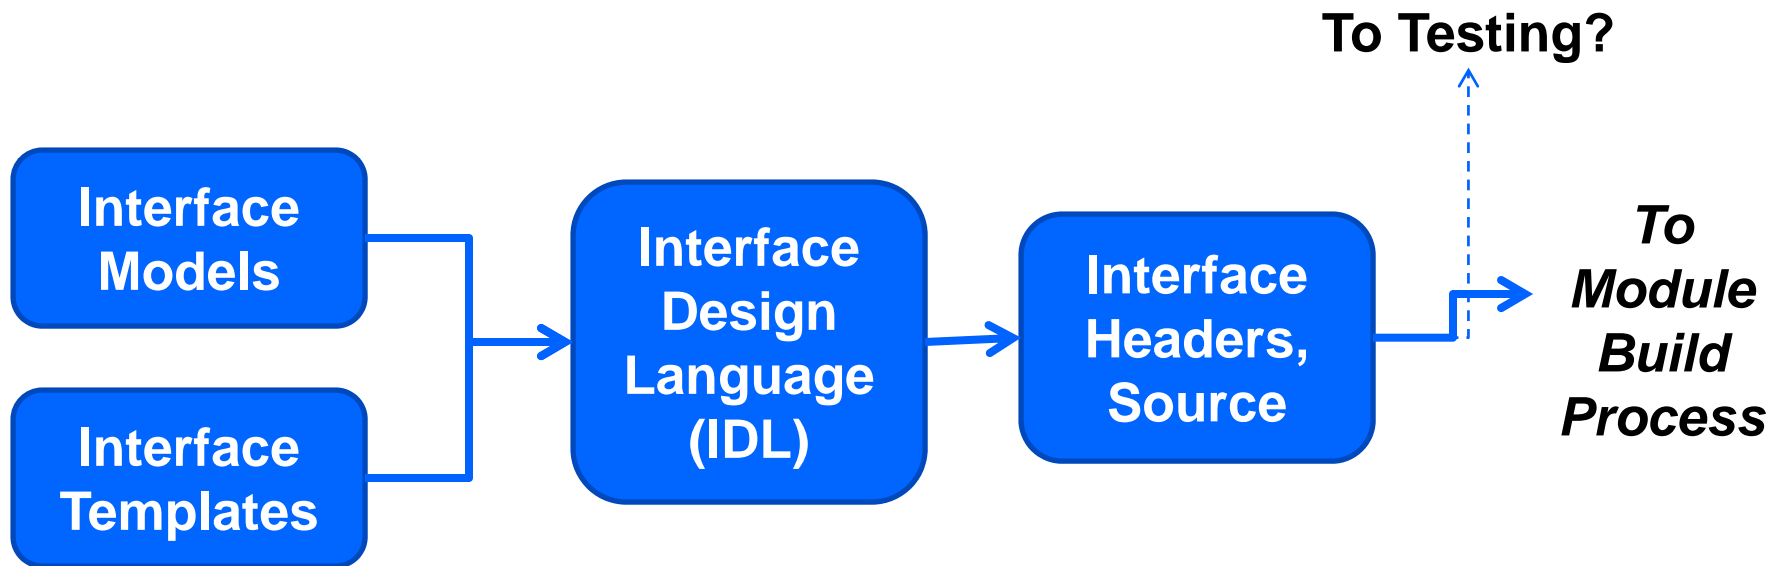 To Testing?
Interface
Models
Interface
Templates
Interface
Design
Language
(IDL)
Interface
Headers,
Source
To
Module
Build
Process